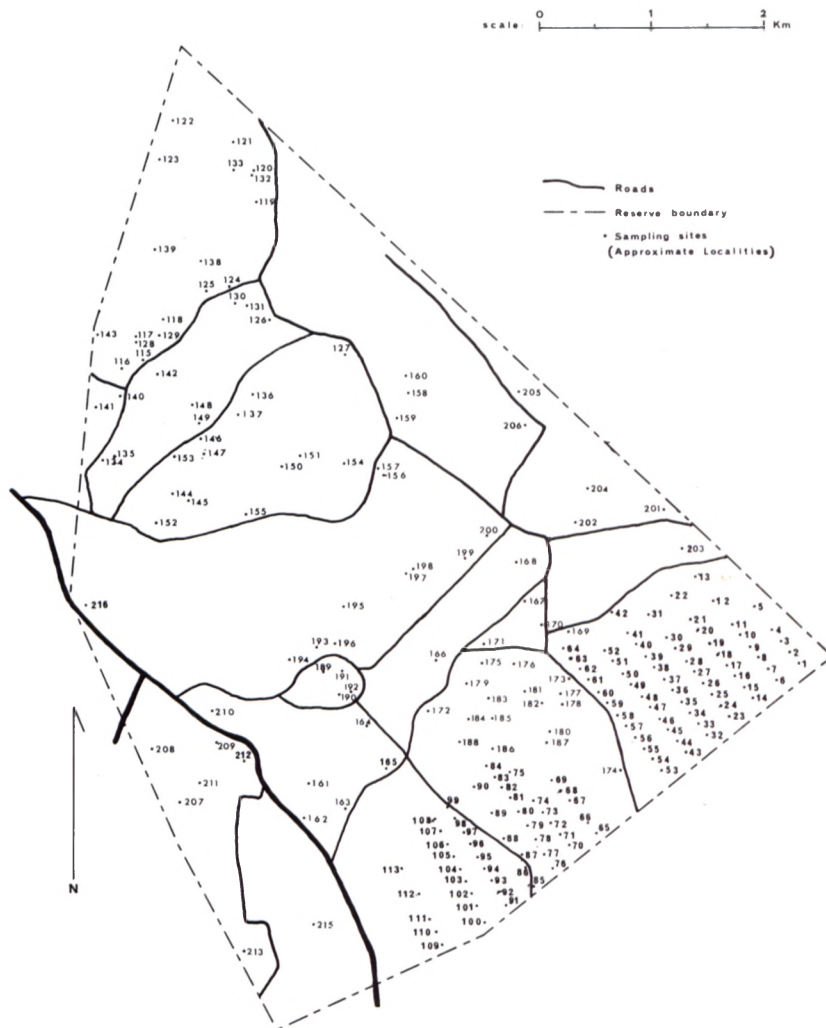 0 1 2
scale: Km
Roads
Reserve boundary
Sampling sites
(Approximate Localities)
122
121
123
133 120
132
119
139
138
125 124
130
131
118 126
143 117 129
128
115 127
116
142
160
140 136 158 205
141 148
149 137 159
206
146
135 147
134 153 151
150 154 157
156
144
145 204
152 155 201
202
200
203
199 168
198
197 13
216 195 167 22 12 5
42 31
21 11 4
170 169 41 30 20 10 3
193 196 171 64 52 40 29 19 9 2
194 166 63 51 39 28 18 8 1
189 175 176 62 50 38 27 17 7
191 173 61 49 37 26 16 6
192 179 181 177 60 48 36 25 15
190 183 182 178 59 47 35 24 14
210 172 58 46 34 23
164 184 185 57 45 33
180 56 44 32
208 209 188 187 55 43
212 186 54
165 84 174 53
83 75
211 161 90 82 69
207 163 99 81 68
162 108 98 89 80 74 67
107 97 79 73 66
106 96 88 78 72 65
105 95 87 77 71
113 104 94 86 76 70
103 93 85
112 102 92
101 91
215 111 100
110
213 109
N